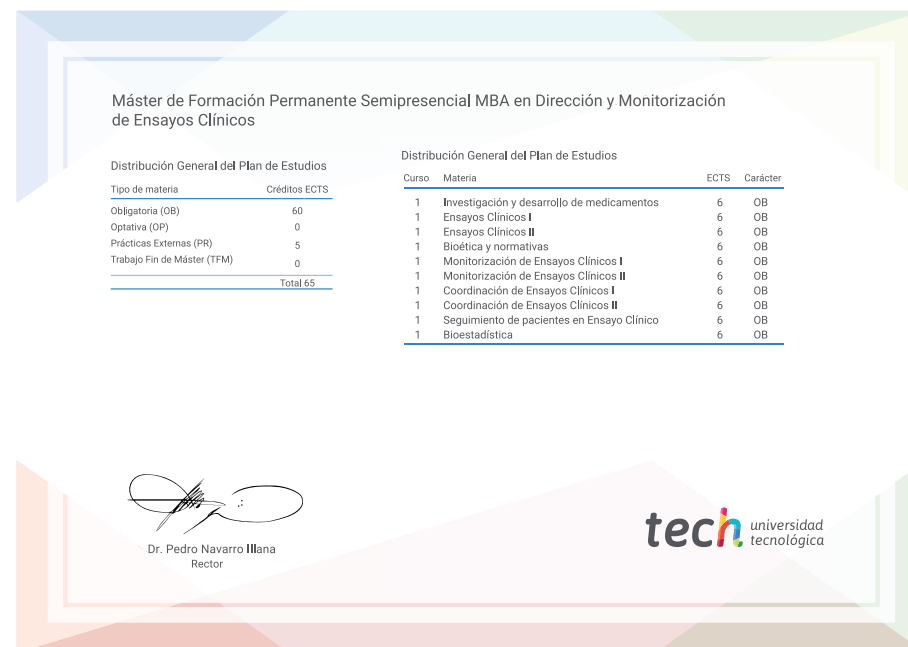 Máster de Formación Permanente Semipresencial MBA en Dirección y Monitorización
de Ensayos Clínicos
Distribución General del Plan de Estudios
Tipo de materia Créditos ECTS
Obligatoria (OB) 60
Optativa (OP) 0
Prácticas Externas (PR) 5
Trabajo Fin de Máster (TFM) 0
Total 65
Distribución General del Plan de Estudios
Curso Materia ECTS Carácter
1 Investigación y desarrollo de medicamentos 6 OB
1 Ensayos Clínicos I 6 OB
1 Ensayos Clínicos II 6 OB
1 Bioética y normativas 6 OB
1 Monitorización de Ensayos Clínicos I 6 OB
1 Monitorización de Ensayos Clínicos II 6 OB
1 Coordinación de Ensayos Clínicos I 6 OB
1 Coordinación de Ensayos Clínicos II 6 OB
1 Seguimiento de pacientes en Ensayo Clínico 6 OB
1 Bioestadística 6 OB
Dr. Pedro Navarro Illana
Rector
tech universidad
tecnológica